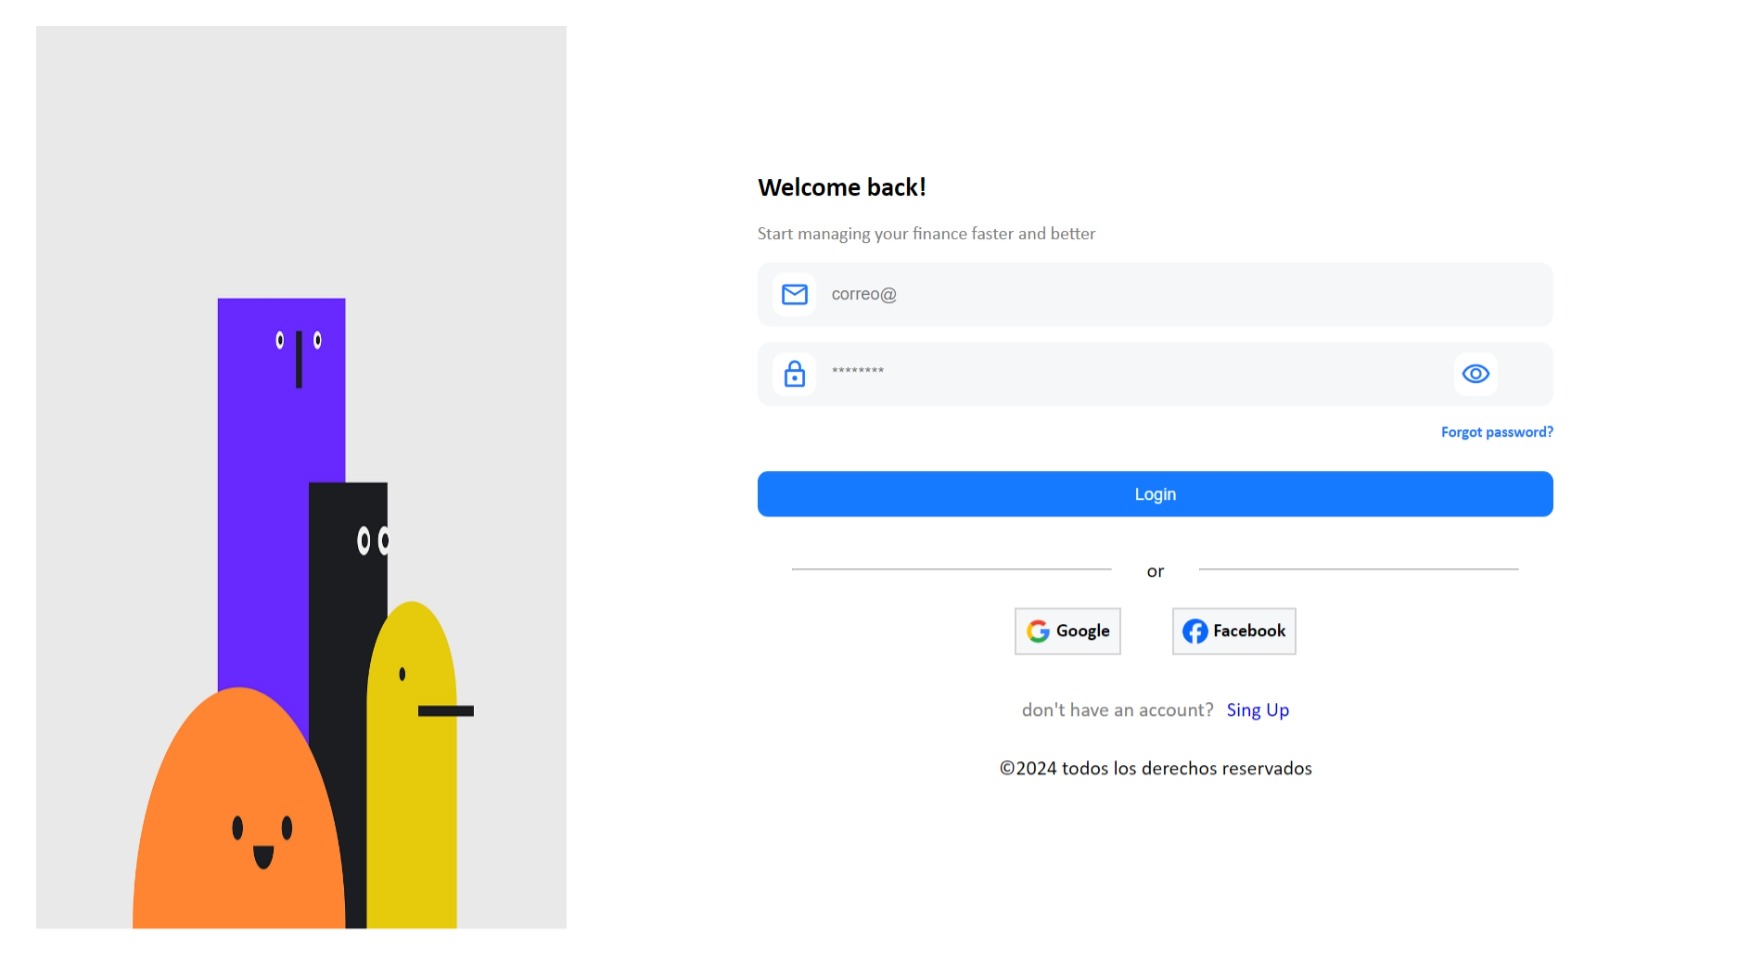 Welcome back!
Start managing your finance faster and better
correo@
********
Forgot password?
Login
or
Google
Facebook
don't have an account? Sing Up
©2024 todos los derechos reservados